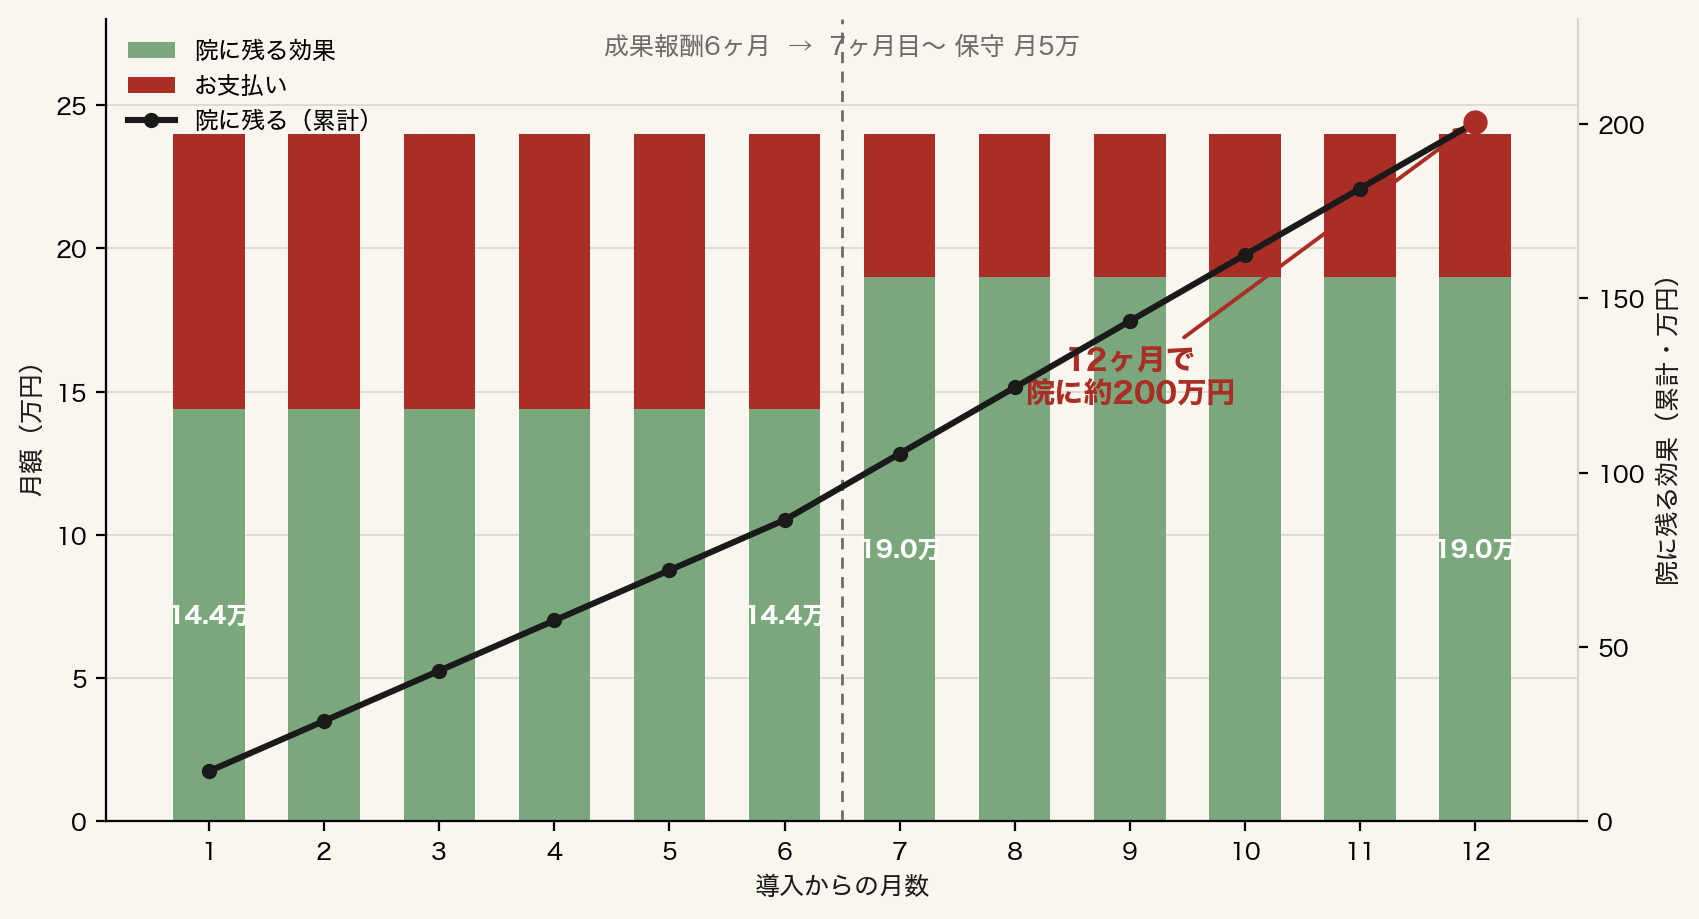 成果報酬6ヶ月 → 7ヶ月目〜 保守 月5万
院に残る効果
お支払い
院に残る（累計）
月額（万円）
25
20
15
10
5
0
200
150
100
50
0
院に残る効果（累計・万円）
12ヶ月で
院に約200万円
14.4万
14.4万
19.0万
19.0万
1 2 3 4 5 6 7 8 9 10 11 12
導入からの月数